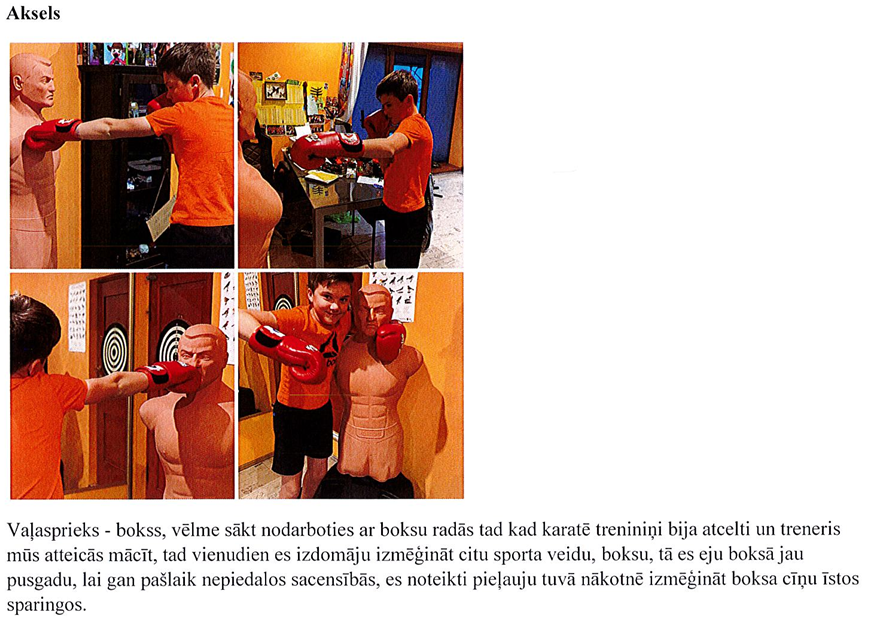 Aksels
Vaļasprieks - bokss, vēlme sākt nodarboties ar boksu radās tad kad karatē treniniņi bija atcelti un treneris
mūs atteicās mācīt, tad vienudien es izdomāju izmēģināt citu sporta veidu, boksu, tā es eju boksā jau
pusgadu, lai gan pašlaik nepiedalos sacensībās, es noteikti pieļauju tuvā nākotnē izmēģināt boksa cīņu īstos
sparingos.